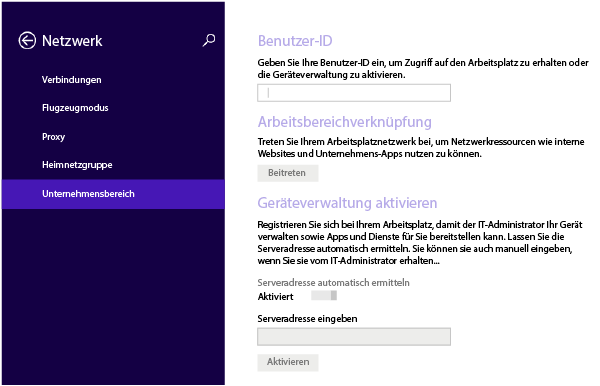 Netzwerk
Verbindungen
Flugzeugmodus
Proxy
Heimnetzgruppe
Unternehmensbereich
Benutzer-ID
Geben Sie Ihre Benutzer-ID ein, um Zugriff auf den Arbeitsplatz zu erhalten oder
die Geräteverwaltung zu aktivieren.
Arbeitsbereichverknüpfung
Treten Sie Ihrem Arbeitsplatznetzwerk bei, um Netzwerkressourcen wie interne
Websites und Unternehmens-Apps nutzen zu können.
Beitreten
Geräteverwaltung aktivieren
Registrieren Sie sich bei Ihrem Arbeitsplatz, damit der IT-Administrator Ihr Gerät
verwalten sowie Apps und Dienste für Sie bereitstellen kann. Lassen Sie die
Serveradresse automatisch ermitteln. Sie können sie auch manuell eingeben,
wenn Sie sie vom IT-Administrator erhalten...
Serveradresse automatisch ermitteln
Aktiviert
Serveradresse eingeben
Aktivieren